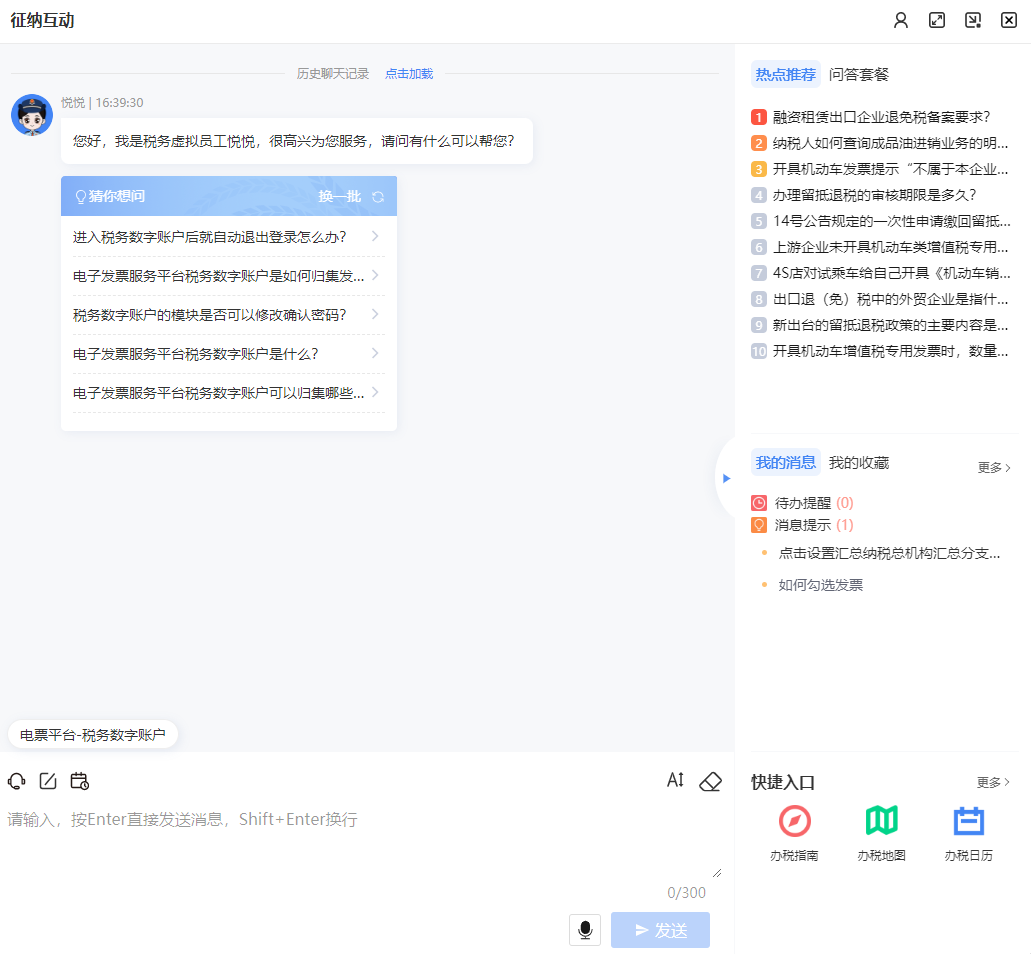 征纳互动
历史聊天记录 点击加载
悦悦 | 16:39:30
您好，我是税务虚拟员工悦悦，很高兴为您服务，请问有什么可以帮您？
猜你想问 换一批
进入税务数字账户后就自动退出登录怎么办？
电子发票服务平台税务数字账户是如何归集发...
税务数字账户的模块是否可以修改确认密码？
电子发票服务平台税务数字账户是什么？
电子发票服务平台税务数字账户可以归集哪些...
电票平台-税务数字账户
请输入，按Enter直接发送消息，Shift+Enter换行
0/300
发送
热点推荐 问答套餐
1 融资租赁出口企业退免税备案要求？
2 纳税人如何查询成品油进销业务的明...
3 开具机动车发票提示“不属于本企业...
4 办理留抵退税的审核期限是多久？
5 14号公告规定的一次性申请缴回留抵...
6 上游企业未开具机动车类增值税专用...
7 4S店对试乘车给自己开具《机动车销...
8 出口退（免）税中的外贸企业是指什...
9 新出台的留抵退税政策的主要内容是...
10 开具机动车增值税专用发票时，数量...
我的消息 我的收藏 更多
待办提醒 (0)
消息提示 (1)
点击设置汇总纳税总机构汇总分支...
如何勾选发票
快捷入口 更多
办税指南 办税地图 办税日历